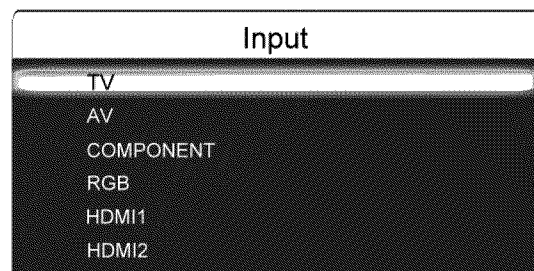 Input
TV
AV
COMPONENT
RGB
HDMI1
HDMI2